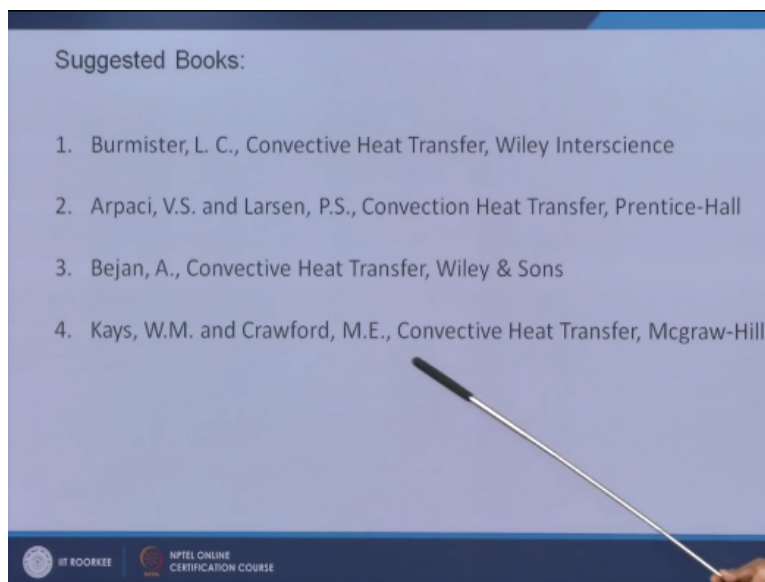 Suggested Books:
1. Burmister, L. C., Convective Heat Transfer, Wiley Interscience
2. Arpaci, V.S. and Larsen, P.S., Convection Heat Transfer, Prentice-Hall
3. Bejan, A., Convective Heat Transfer, Wiley & Sons
4. Kays, W.M. and Crawford, M.E., Convective Heat Transfer, Mcgraw-Hill
IIT ROORKEE
NPTEL ONLINE
CERTIFICATION COURSE